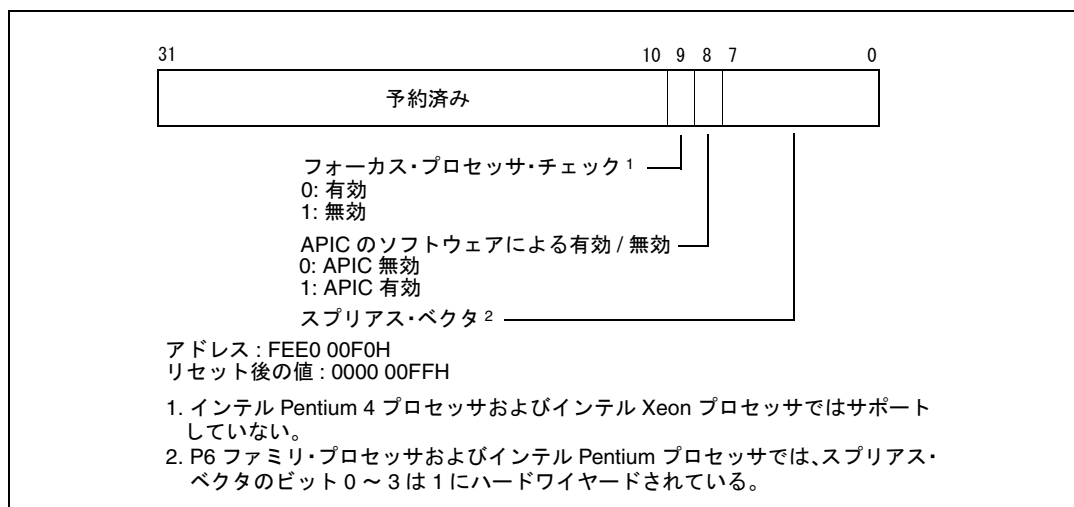 31 10 9 8 7 0
予約済み
フォーカス・プロセッサ・チェック 1
0: 有効
1: 無効
APIC のソフトウェアによる有効 / 無効
0: APIC 無効
1: APIC 有効
スプリアス・ベクタ 2
アドレス : FEE0 00F0H
リセット後の値 : 0000 00FFH
1. インテル Pentium 4 プロセッサおよびインテル Xeon プロセッサではサポート
していない。
2. P6 ファミリ・プロセッサおよびインテル Pentium プロセッサでは、スプリアス・
ベクタのビット 0 ～ 3 は 1 にハードワイヤードされている。